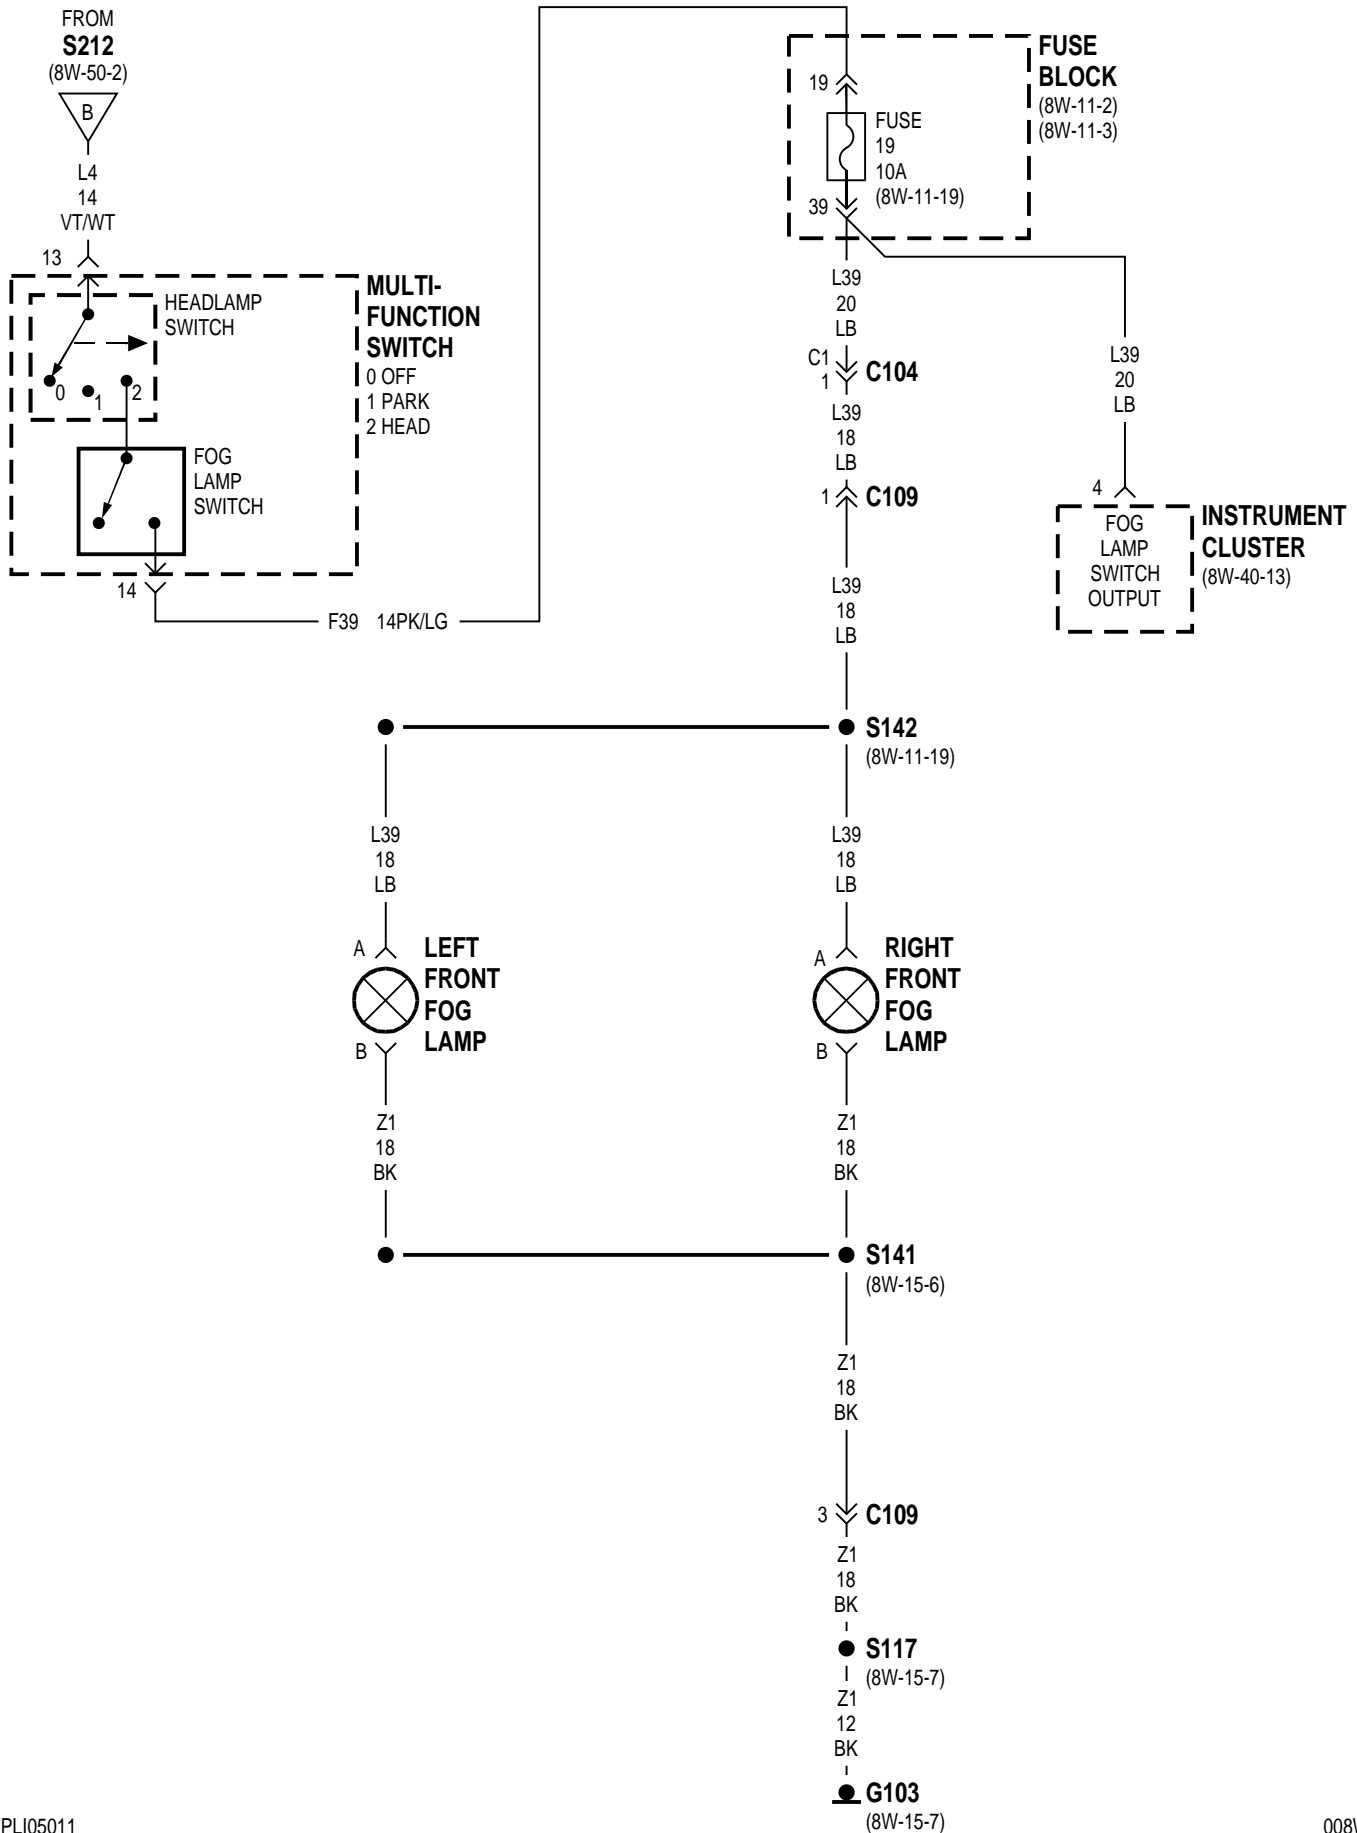 FROM
S212
(8W-50-2)
B
L4
14
VT/WT
13
HEADLAMP
SWITCH
0
1
2
MULTI-
FUNCTION
SWITCH
0 OFF
1 PARK
2 HEAD
FOG
LAMP
SWITCH
14
F39 14PK/LG
FUSE
BLOCK
(8W-11-2)
(8W-11-3)
19
FUSE
19
10A
(8W-11-19)
39
L39
20
LB
C1
1
C104
L39
18
LB
1
C109
L39
18
LB
L39
20
LB
4
FOG
LAMP
SWITCH
OUTPUT
INSTRUMENT
CLUSTER
(8W-40-13)
S142
(8W-11-19)
L39
18
LB
L39
18
LB
A
LEFT
FRONT
FOG
LAMP
B
A
RIGHT
FRONT
FOG
LAMP
B
Z1
18
BK
Z1
18
BK
S141
(8W-15-6)
Z1
18
BK
3
C109
Z1
18
BK
S117
(8W-15-7)
Z1
12
BK
G103
(8W-15-7)
PLI05011
008W